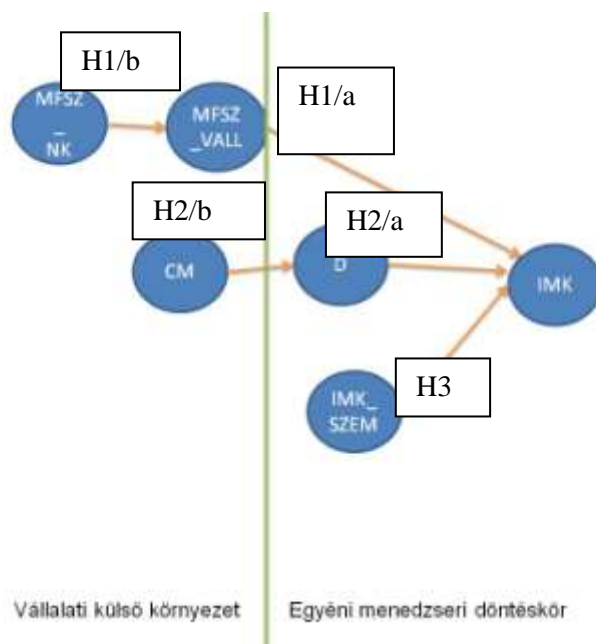 H1/b
MFSZ
_
NK
MFSZ
_VALL
H1/a
H2/b
CM
H2/a
D
IMK
IMK_
SZEM
H3
Vállalati külső környezet
Egyéni menedzseri döntéskör